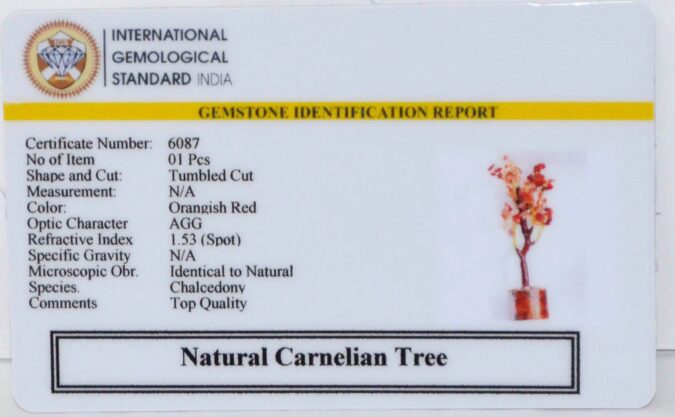 IGS
INTERNATIONAL
GEMOLOGICAL
STANDARD INDIA
GEMSTONE IDENTIFICATION REPORT
Certificate Number: 6087
No of Item 01 Pcs
Shape and Cut: Tumbled Cut
Measurement: N/A
Color: Orangish Red
Optic Character AGG
Refractive Index 1.53 (Spot)
Specific Gravity N/A
Microscopic Obr. Identical to Natural
Species. Chalcedony
Comments Top Quality
Natural Carnelian Tree